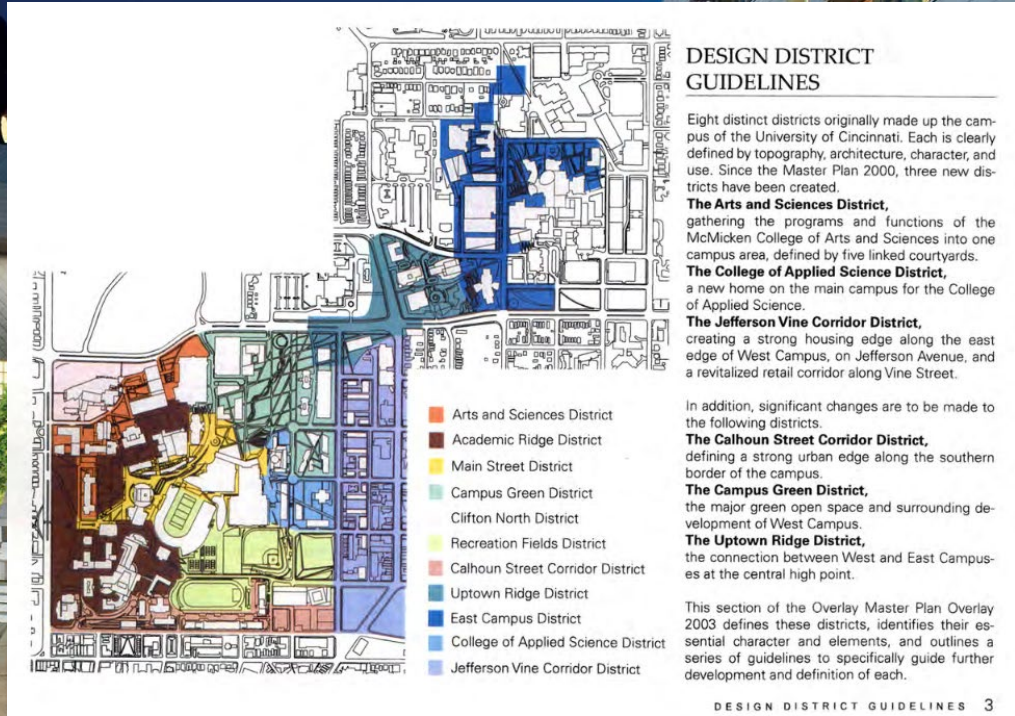 DESIGN DISTRICT
GUIDELINES
Eight distinct districts originally made up the cam-
pus of the University of Cincinnati. Each is clearly
defined by topography, architecture, character, and
use. Since the Master Plan 2000, three new dis-
tricts have been created.
The Arts and Sciences District,
gathering the programs and functions of the
McMicken College of Arts and Sciences into one
campus area, defined by five linked courtyards.
The College of Applied Science District,
a new home on the main campus for the College
of Applied Science.
The Jefferson Vine Corridor District,
creating a strong housing edge along the east
edge of West Campus, on Jefferson Avenue, and
a revitalized retail corridor along Vine Street.
In addition, significant changes are to be made to
the following districts.
The Calhoun Street Corridor District,
defining a strong urban edge along the southern
border of the campus.
The Campus Green District,
the major green open space and surrounding de-
velopment of West Campus.
The Uptown Ridge District,
the connection between West and East Campus-
es at the central high point.
This section of the Overlay Master Plan Overlay
2003 defines these districts, identifies their es-
sential character and elements, and outlines a
series of guidelines to specifically guide further
development and definition of each.
Arts and Sciences District
Academic Ridge District
Main Street District
Campus Green District
Clifton North District
Recreation Fields District
Calhoun Street Corridor District
Uptown Ridge District
East Campus District
College of Applied Science District
Jefferson Vine Corridor District
DESIGN DISTRICT GUIDELINES 3